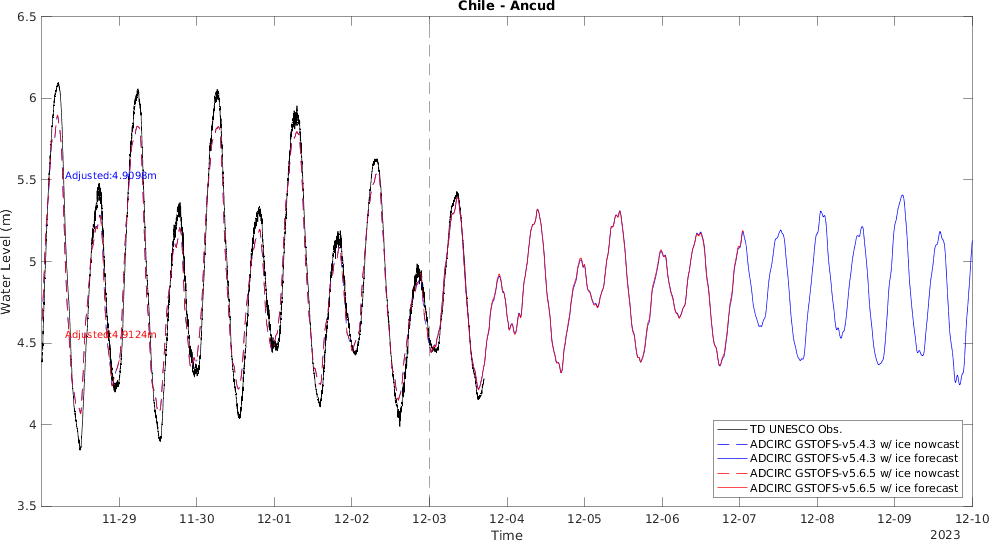 Chile - Ancud
6.5
6
5.5
5
4.5
4
3.5
Water Level (m)
Adjusted:4.9098m
Adjusted:4.9124m
TD UNESCO Obs.
ADCIRC GSTOFS-v5.4.3 w/ ice nowcast
ADCIRC GSTOFS-v5.4.3 w/ ice forecast
ADCIRC GSTOFS-v5.6.5 w/ ice nowcast
ADCIRC GSTOFS-v5.6.5 w/ ice forecast
11-29 11-30 12-01 12-02 12-03 12-04 12-05 12-06 12-07 12-08 12-09 12-10
Time
2023